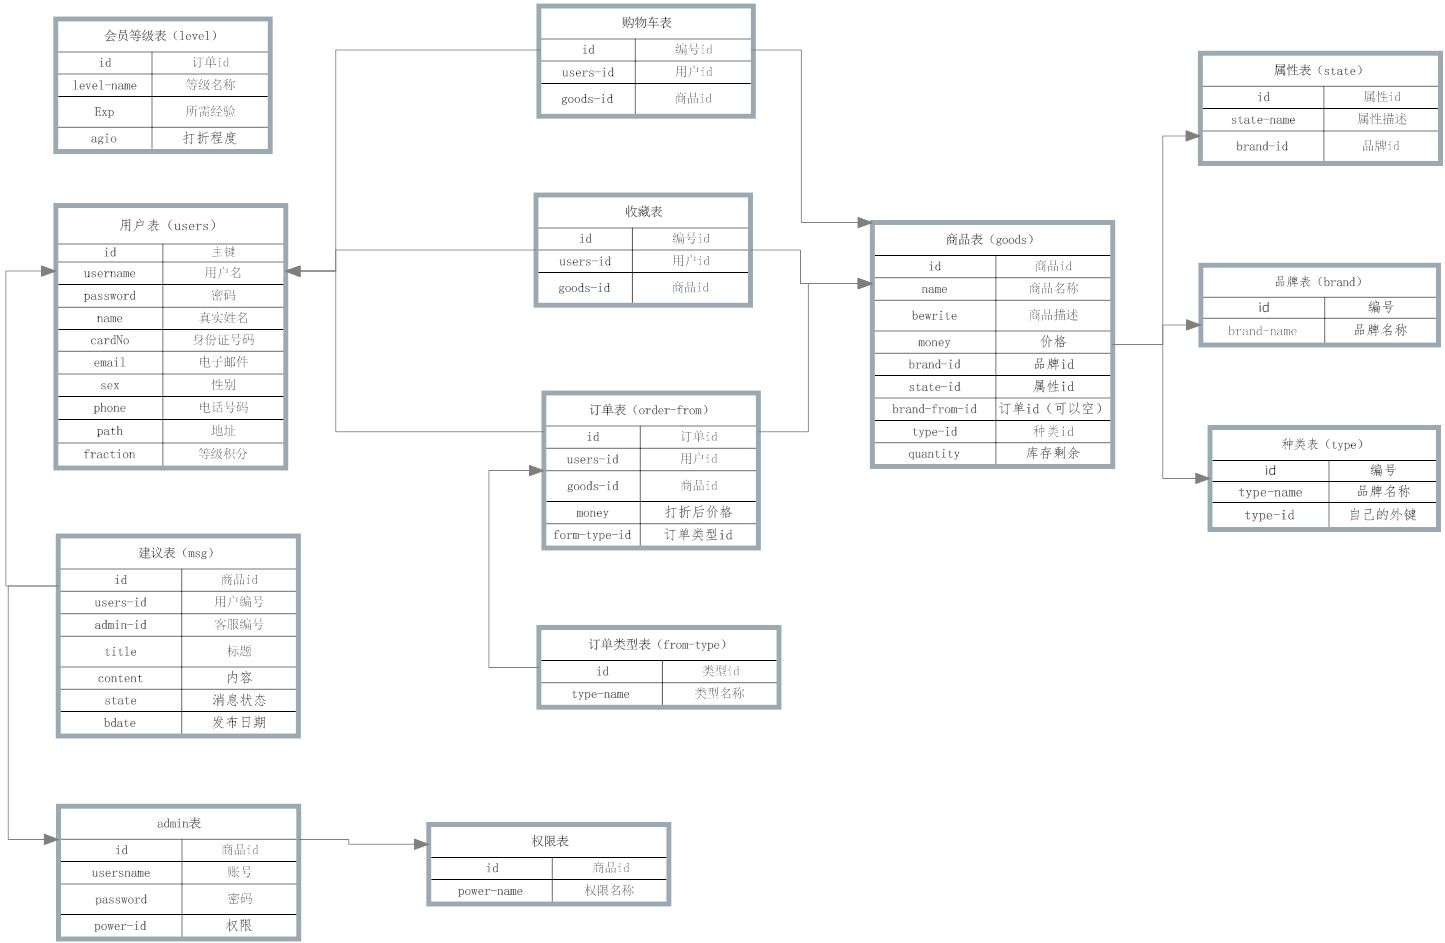 会员等级表（level）
id 订单id
level-name 等级名称
Exp 所需经验
agio 打折程度
用户表（users）
id 主键
username 用户名
password 密码
name 真实姓名
cardNo 身份证号码
email 电子邮件
sex 性别
phone 电话号码
path 地址
fraction 等级积分
建议表（msg）
id 商品id
users-id 用户编号
admin-id 客服编号
title 标题
content 内容
state 消息状态
bdate 发布日期
admin表
id 商品id
usersname 账号
password 密码
power-id 权限
购物车表
id 编号id
users-id 用户id
goods-id 商品id
收藏表
id 编号id
users-id 用户id
goods-id 商品id
订单表（order-from）
id 订单id
users-id 用户id
goods-id 商品id
money 打折后价格
form-type-id 订单类型id
订单类型表（from-type）
id 类型id
type-name 类型名称
权限表
id 商品id
power-name 权限名称
商品表（goods）
id 商品id
name 商品名称
bewrite 商品描述
money 价格
brand-id 品牌id
state-id 属性id
brand-from-id 订单id（可以空）
type-id 种类id
quantity 库存剩余
属性表（state）
id 属性id
state-name 属性描述
brand-id 品牌id
品牌表（brand）
id 编号
brand-name 品牌名称
种类表（type）
id 编号
type-name 品牌名称
type-id 自己的外键